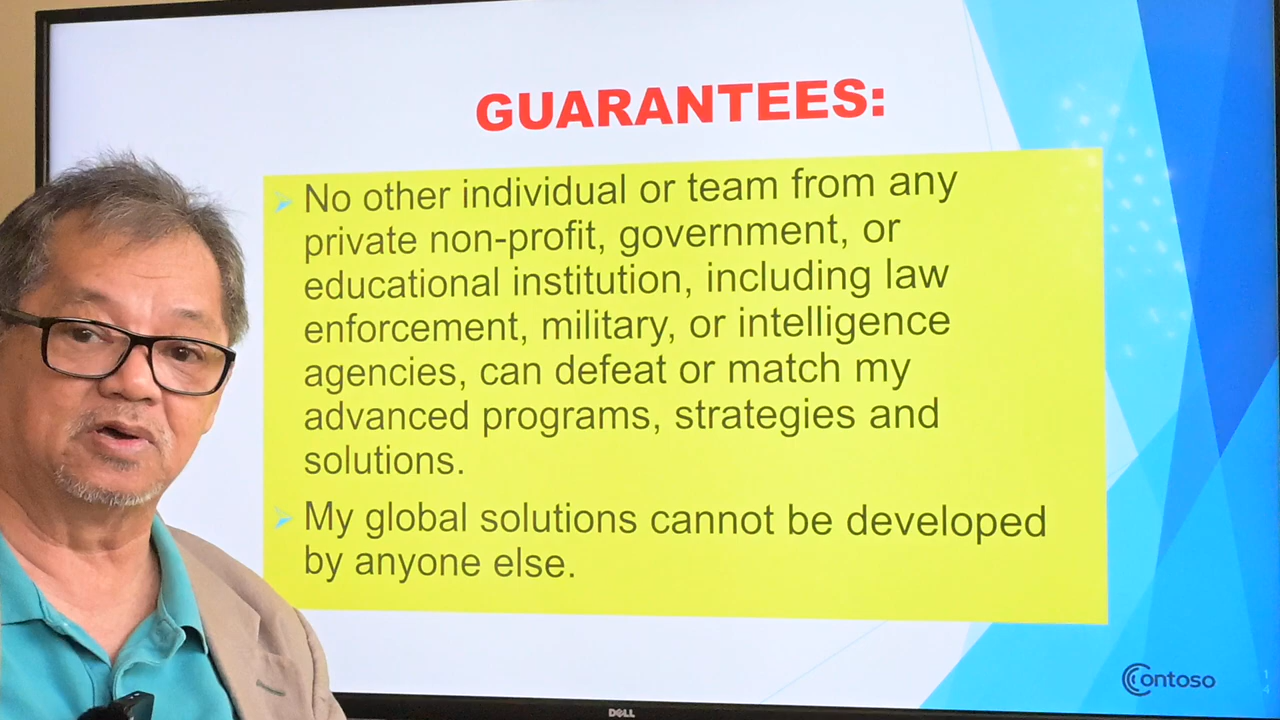 GUARANTEES:
No other individual or team from any
private non-profit, government, or
educational institution, including law
enforcement, military, or intelligence
agencies, can defeat or match my
advanced programs, strategies and
solutions.
My global solutions cannot be developed
by anyone else.
Contoso
1
DELL